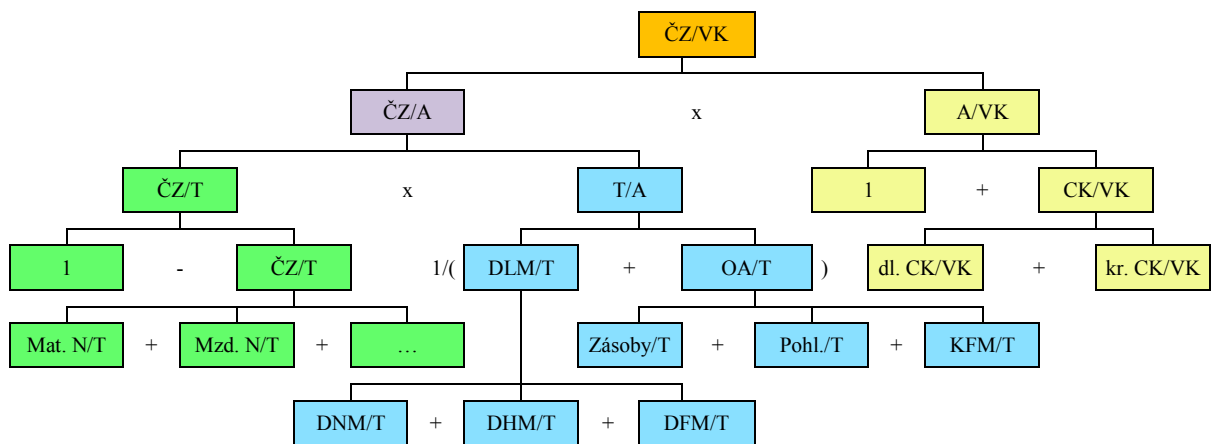 ČZ/VK
ČZ/A x A/VK
ČZ/T x T/A 1 + CK/VK
1 - ČZ/T 1/( DLM/T + OA/T ) dl. CK/VK + kr. CK/VK
Mat. N/T + Mzd. N/T + … Zásoby/T + Pohl./T + KFM/T
DNM/T + DHM/T + DFM/T